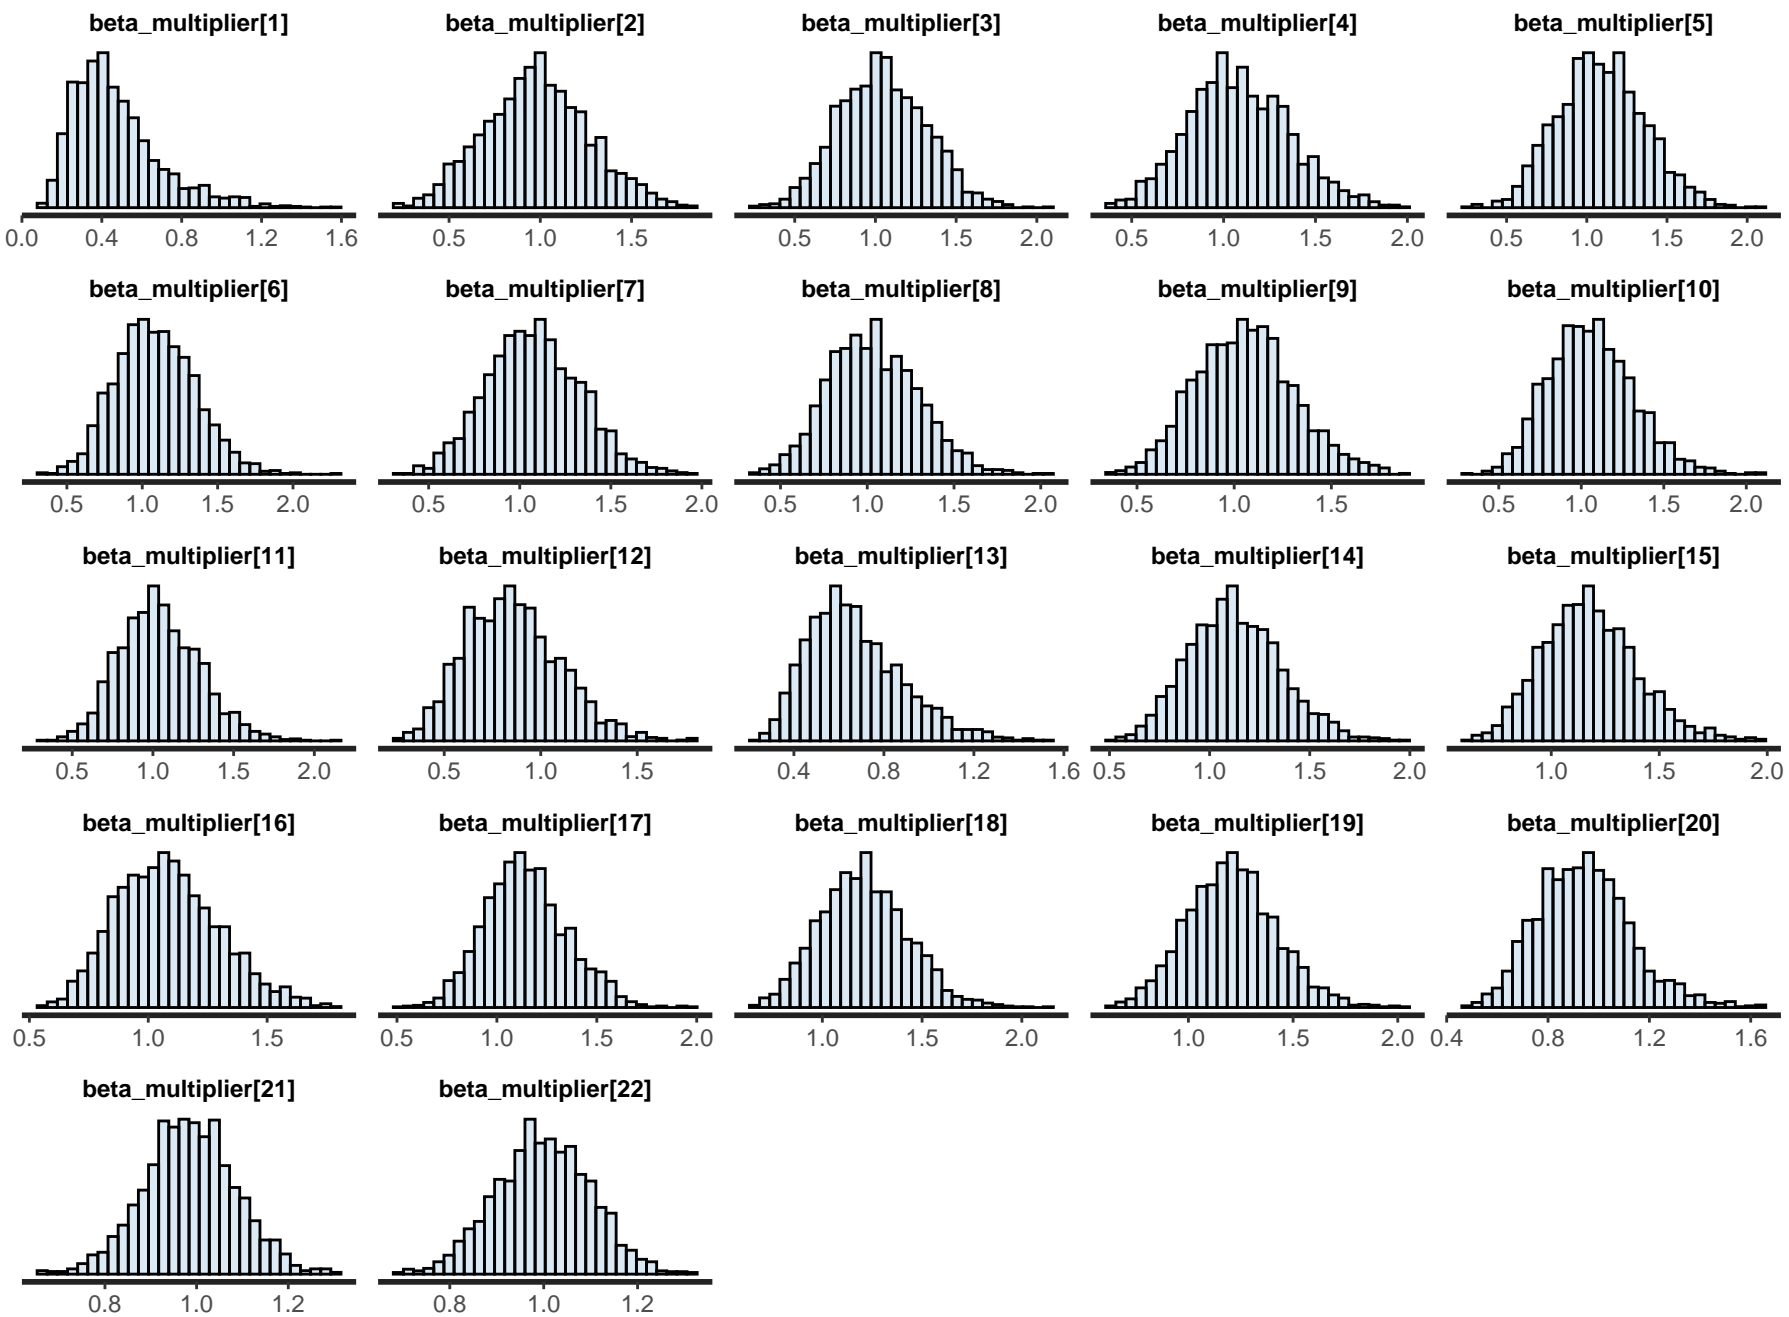 beta_multiplier[1] beta_multiplier[2] beta_multiplier[3] beta_multiplier[4] beta_multiplier[5]
0.0 0.4 0.8 1.2 1.6 0.5 1.0 1.5 0.5 1.0 1.5 2.0 0.5 1.0 1.5 2.0 0.5 1.0 1.5 2.0
beta_multiplier[6] beta_multiplier[7] beta_multiplier[8] beta_multiplier[9] beta_multiplier[10]
0.5 1.0 1.5 2.0 0.5 1.0 1.5 2.0 0.5 1.0 1.5 2.0 0.5 1.0 1.5 0.5 1.0 1.5 2.0
beta_multiplier[11] beta_multiplier[12] beta_multiplier[13] beta_multiplier[14] beta_multiplier[15]
0.5 1.0 1.5 2.0 0.5 1.0 1.5 0.4 0.8 1.2 1.6 0.5 1.0 1.5 2.0 1.0 1.5 2.0
beta_multiplier[16] beta_multiplier[17] beta_multiplier[18] beta_multiplier[19] beta_multiplier[20]
0.5 1.0 1.5 0.5 1.0 1.5 2.0 1.0 1.5 2.0 1.0 1.5 2.0 0.4 0.8 1.2 1.6
beta_multiplier[21] beta_multiplier[22]
0.8 1.0 1.2 0.8 1.0 1.2